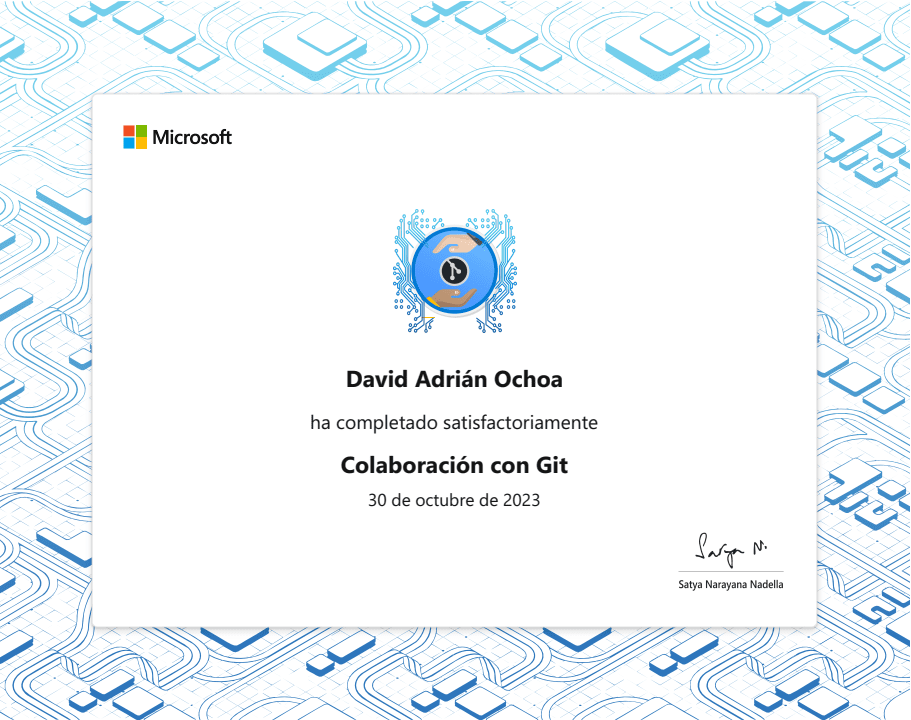 Microsoft
David Adrián Ochoa
ha completado satisfactoriamente
Colaboración con Git
30 de octubre de 2023
Satya N.
Satya Narayana Nadella